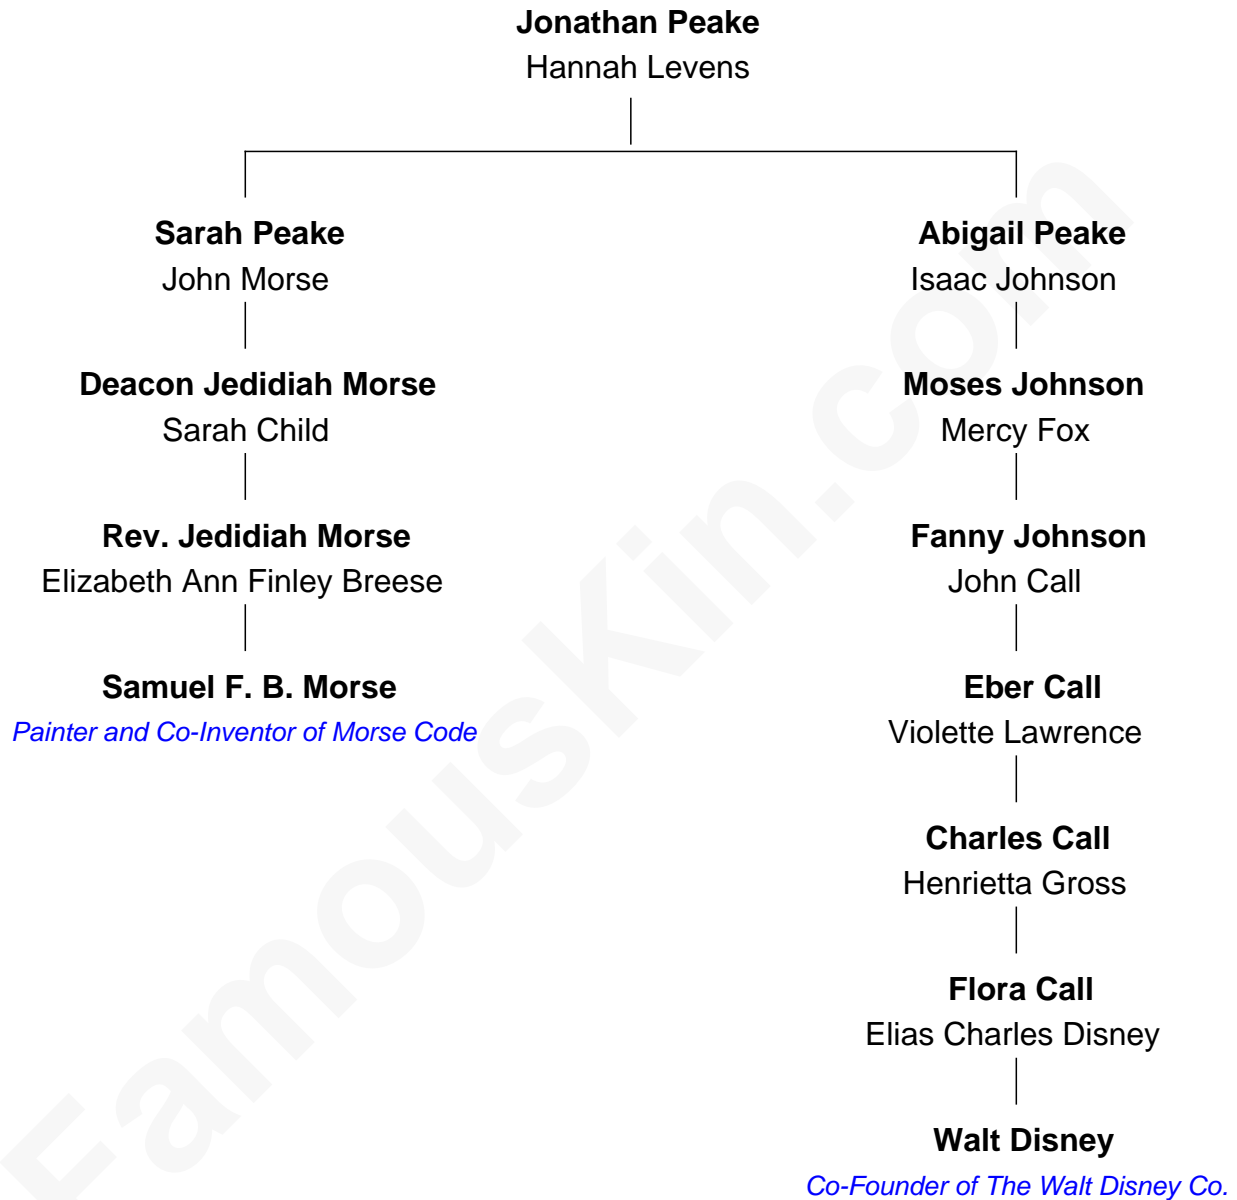 Jonathan Peake
Hannah Levens
Sarah Peake
John Morse
Deacon Jedidiah Morse
Sarah Child
Rev. Jedidiah Morse
Elizabeth Ann Finley Breese
Samuel F. B. Morse
Painter and Co-Inventor of Morse Code
Abigail Peake
Isaac Johnson
Moses Johnson
Mercy Fox
Fanny Johnson
John Call
Eber Call
Violette Lawrence
Charles Call
Henrietta Gross
Flora Call
Elias Charles Disney
Walt Disney
Co-Founder of The Walt Disney Co.
FamousKin.com